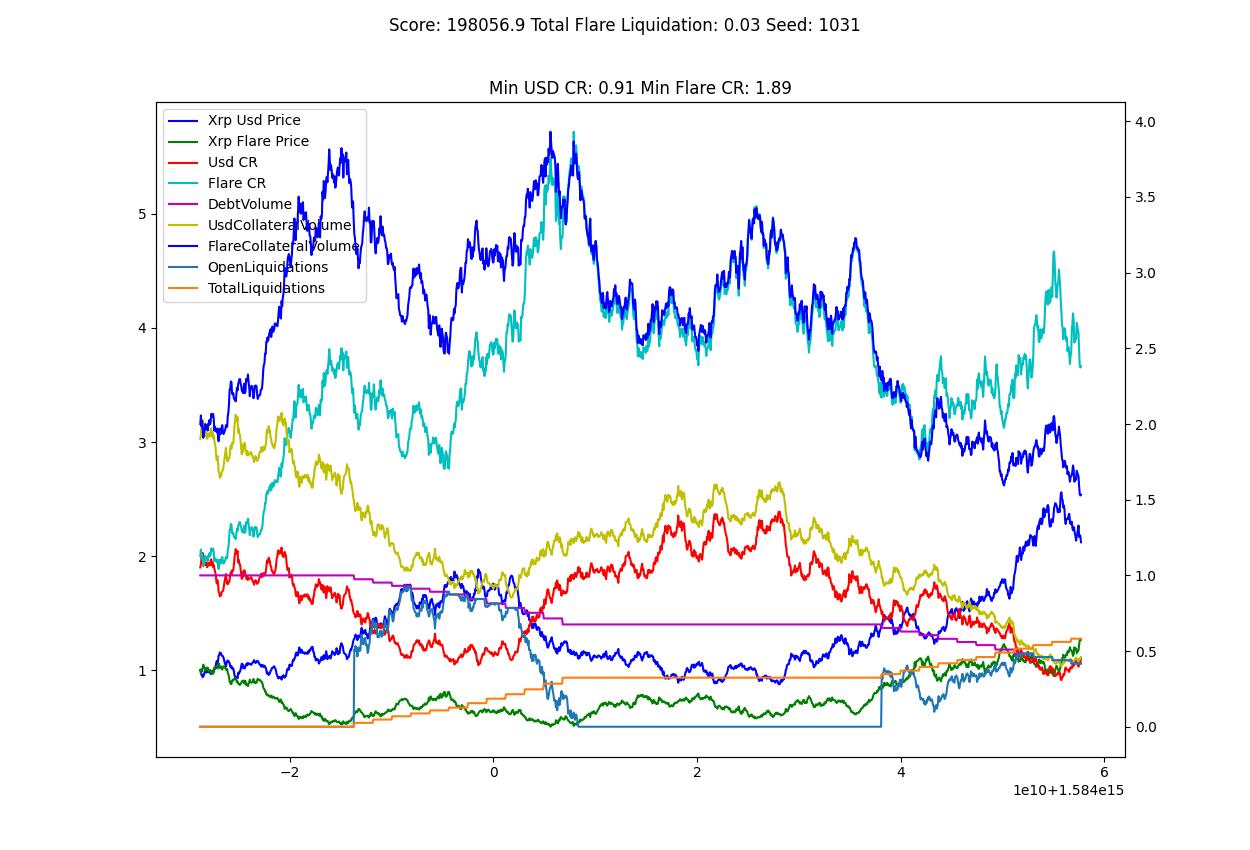 Score: 198056.9 Total Flare Liquidation: 0.03 Seed: 1031
Min USD CR: 0.91 Min Flare CR: 1.89
Xrp Usd Price
Xrp Flare Price
Usd CR
Flare CR
DebtVolume
UsdCollateralVolume
FlareCollateralVolume
OpenLiquidations
TotalLiquidations
5
4
3
2
1
4.0
3.5
3.0
2.5
2.0
1.5
1.0
0.5
0.0
−2
0
2
4
6
1e10+1.584e15